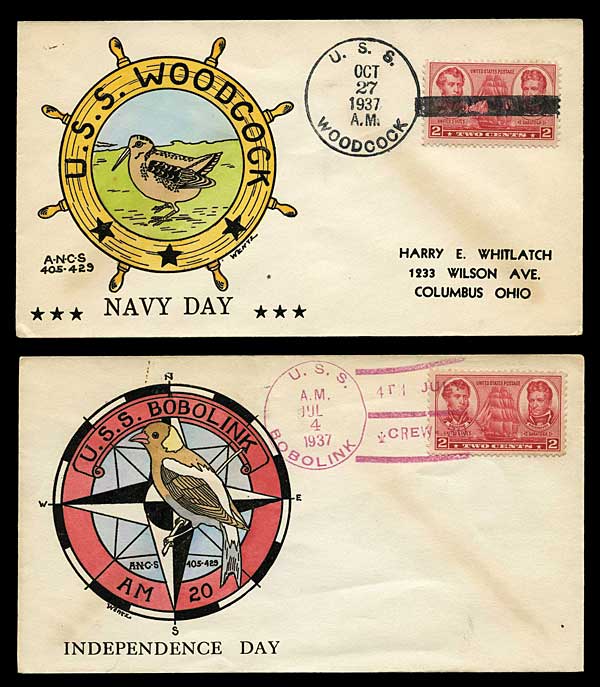 U.S.S. WOODCOCK
WENTZ
A·N·C·S
405-429
NAVY DAY
U. S. S.
OCT
27
1937
A.M.
WOODCOCK
UNITED STATES POSTAGE
2 TWO CENTS 2
HARRY E. WHITLATCH
1233 WILSON AVE.
COLUMBUS OHIO
N
U.S.S. BOBOLINK
W
E
A·N·C·S 405-429
AM 20
WENTZ
S
INDEPENDENCE DAY
U. S. S.
A.M.
JUL
4
1937
BOBOLINK
4TH JUL
CREW
UNITED STATES POSTAGE
2 TWO CENTS 2